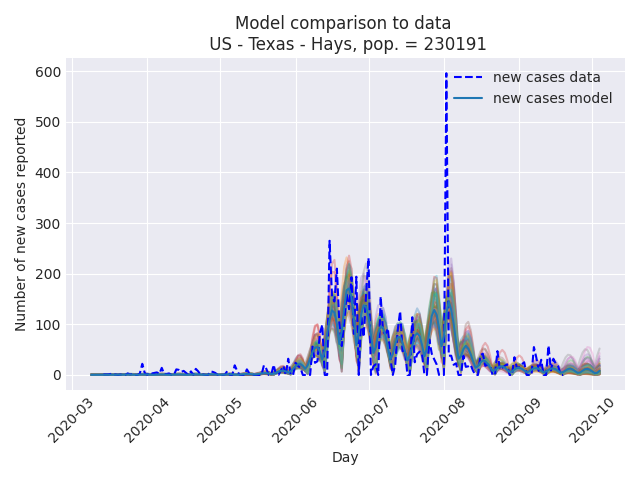 Model comparison to data
US - Texas - Hays, pop. = 230191
new cases data
new cases model
Number of new cases reported
600
500
400
300
200
100
0
2020-03
2020-04
2020-05
2020-06
2020-07
2020-08
2020-09
2020-10
Day